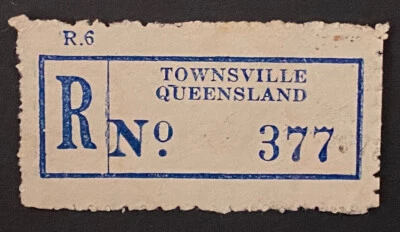 R.6
R
TOWNSVILLE
QUEENSLAND
Nº 377